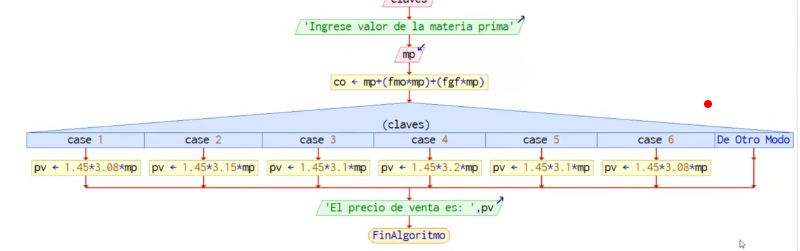 claves
'Ingrese valor de la materia prima'
mp
co ← mp+(fmo*mp)+(fgf*mp)
(claves)
case 1 case 2 case 3 case 4 case 5 case 6 De Otro Modo
pv ← 1.45*3.08*mp pv ← 1.45*3.15*mp pv ← 1.45*3.1*mp pv ← 1.45*3.2*mp pv ← 1.45*3.1*mp pv ← 1.45*3.08*mp
'El precio de venta es: ',pv
FinAlgoritmo